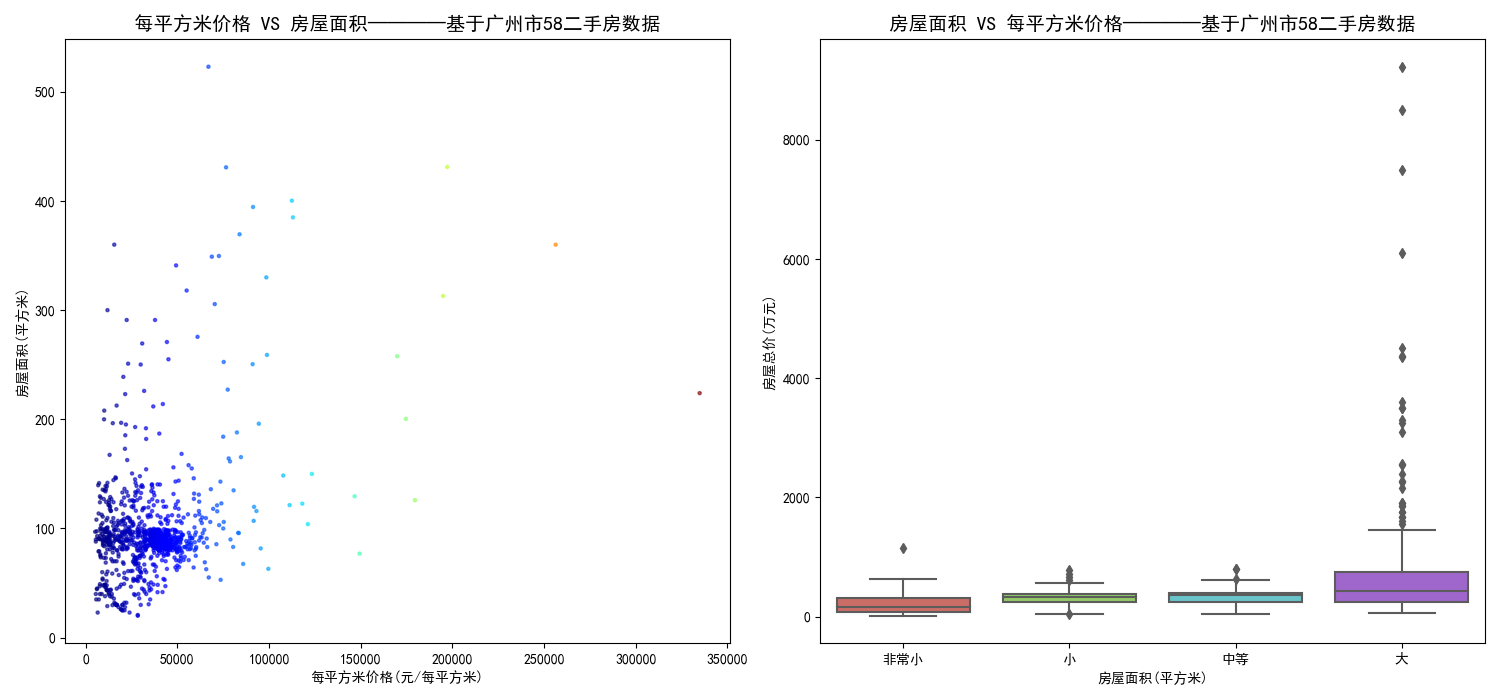 每平方米价格 VS 房屋面积————基于广州市58二手房数据
房屋面积(平方米)
500
400
300
200
100
0
0 50000 100000 150000 200000 250000 300000 350000
每平方米价格(元/每平方米)
房屋面积 VS 每平方米价格————基于广州市58二手房数据
房屋总价(万元)
8000
6000
4000
2000
0
非常小 小 中等 大
房屋面积(平方米)